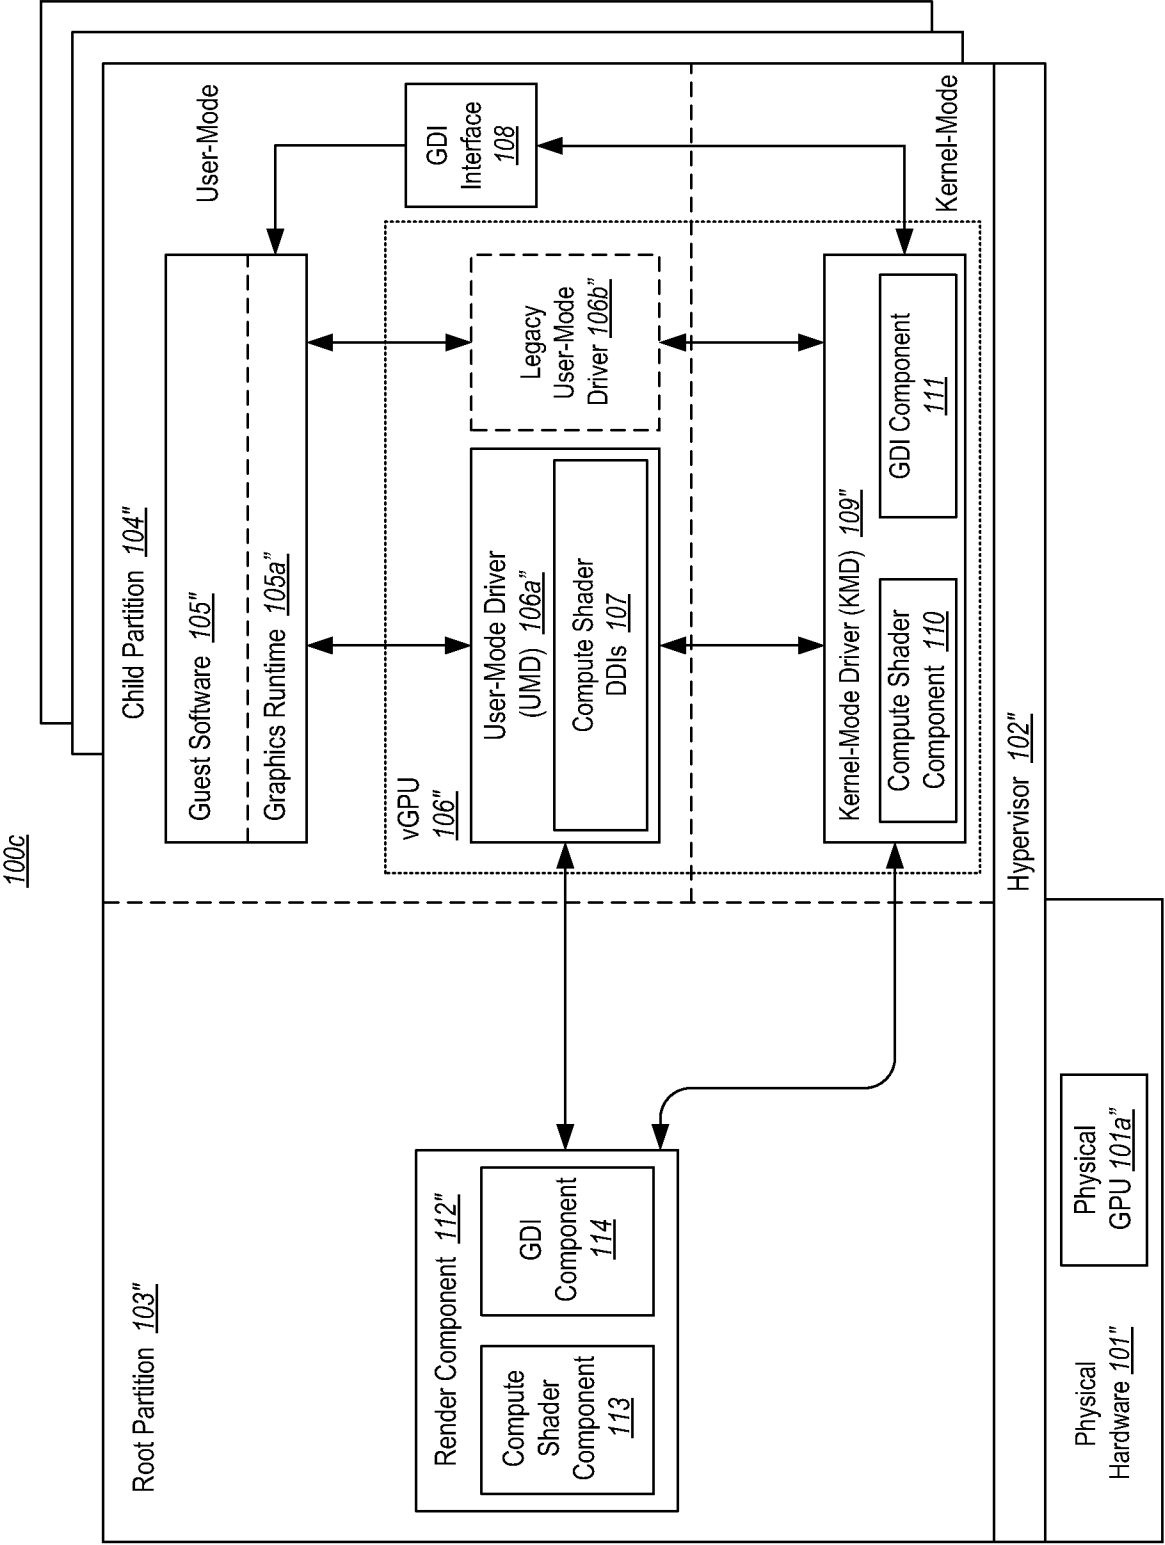 100c
Root Partition 103"
Render Component 112"
Compute
Shader
Component
113
GDI
Component
114
Child Partition 104"
User-Mode
Guest Software 105"
Graphics Runtime 105a"
GDI
Interface
108
vGPU
106"
User-Mode Driver
(UMD) 106a"
Compute Shader
DDIs 107
Legacy
User-Mode
Driver 106b"
Kernel-Mode
Kernel-Mode Driver (KMD) 109"
Compute Shader
Component 110
GDI Component
111
Hypervisor 102"
Physical
Hardware 101"
Physical
GPU 101a"